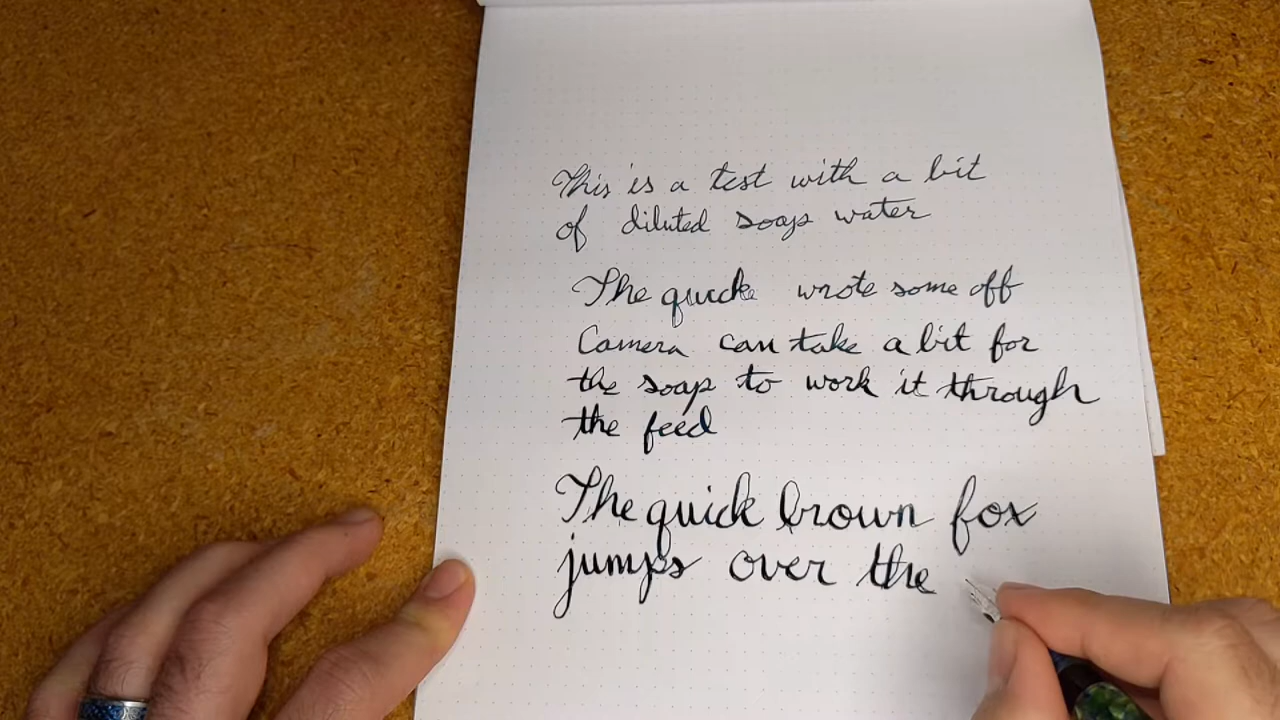 This is a test with a bit
of diluted soap water
The quick wrote some off
Camera can take a bit for
the soap to work it through
the feed
The quick brown fox
jumps over the